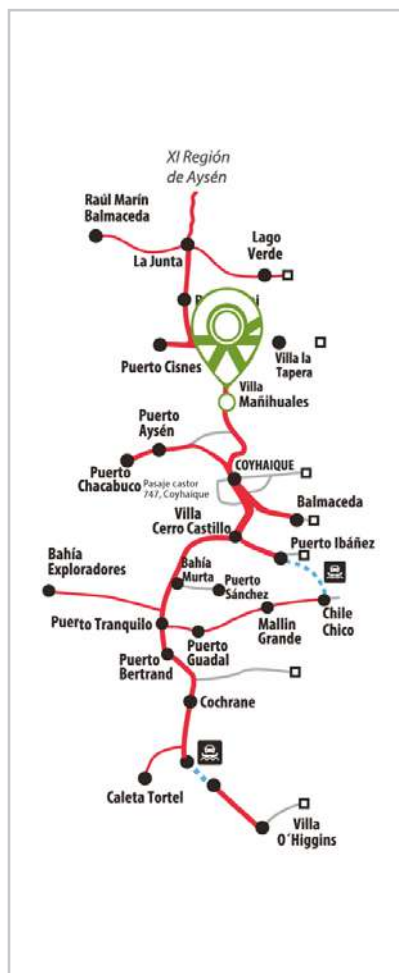 XI Región
de Aysén
Raúl Marín
Balmaceda
La Junta
Lago
Verde
Puerto Cisnes
Villa la
Tapera
Villa
Mañihuales
Puerto
Aysén
Puerto
Chacabuco
Pasaje castor
747, Coyhaique
COYHAIQUE
Balmaceda
Villa
Cerro Castillo
Puerto Ibáñez
Bahía
Exploradores
Bahía
Murta
Puerto
Sánchez
Chile
Chico
Mallin
Grande
Puerto Tranquilo
Puerto
Guadal
Puerto
Bertrand
Cochrane
Caleta Tortel
Villa
O´Higgins